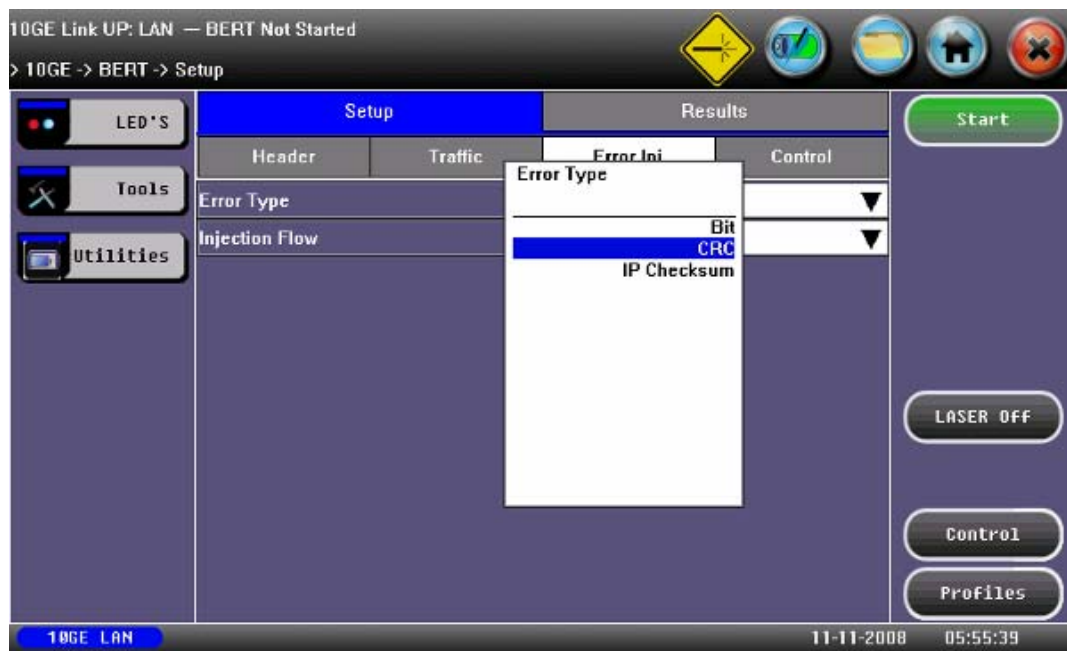 10GE Link UP: LAN — BERT Not Started
> 10GE -> BERT -> Setup
LED'S
Tools
Utilities
Setup
Results
Header
Traffic
Error Inj
Control
Error Type
Injection Flow
Error Type
Bit
CRC
IP Checksum
Start
LASER Off
Control
Profiles
10GE LAN
11-11-2008
05:55:39